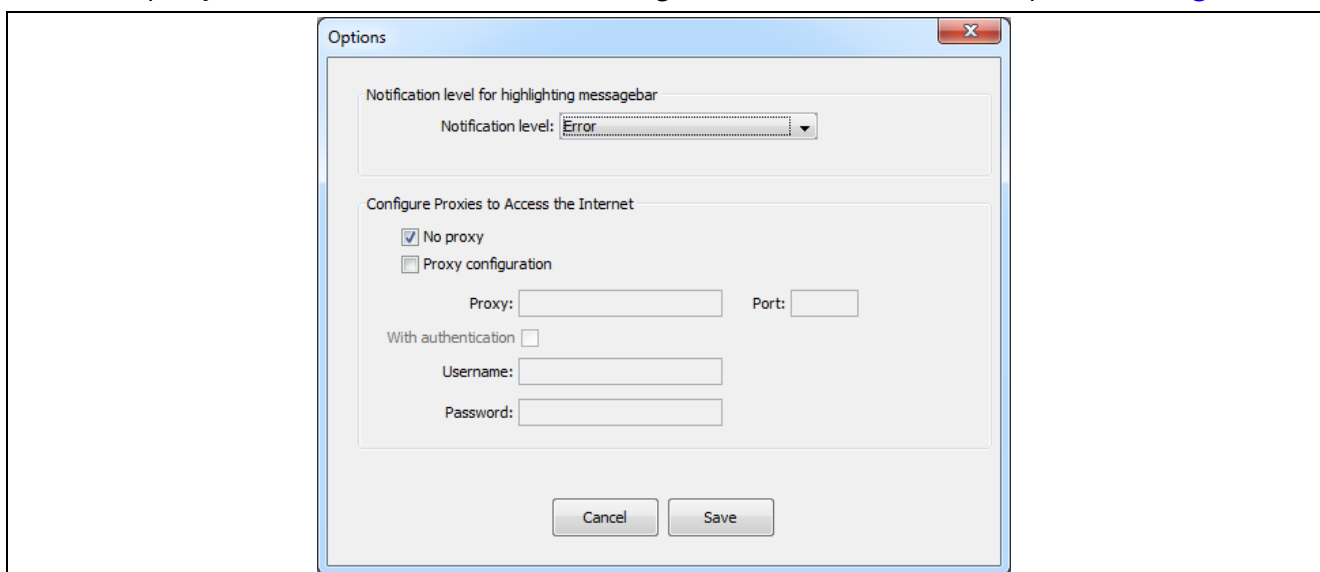 Options
Notification level for highlighting messagebar
Notification level: Error
Configure Proxies to Access the Internet
No proxy
Proxy configuration
Proxy: Port:
With authentication
Username:
Password:
Cancel Save